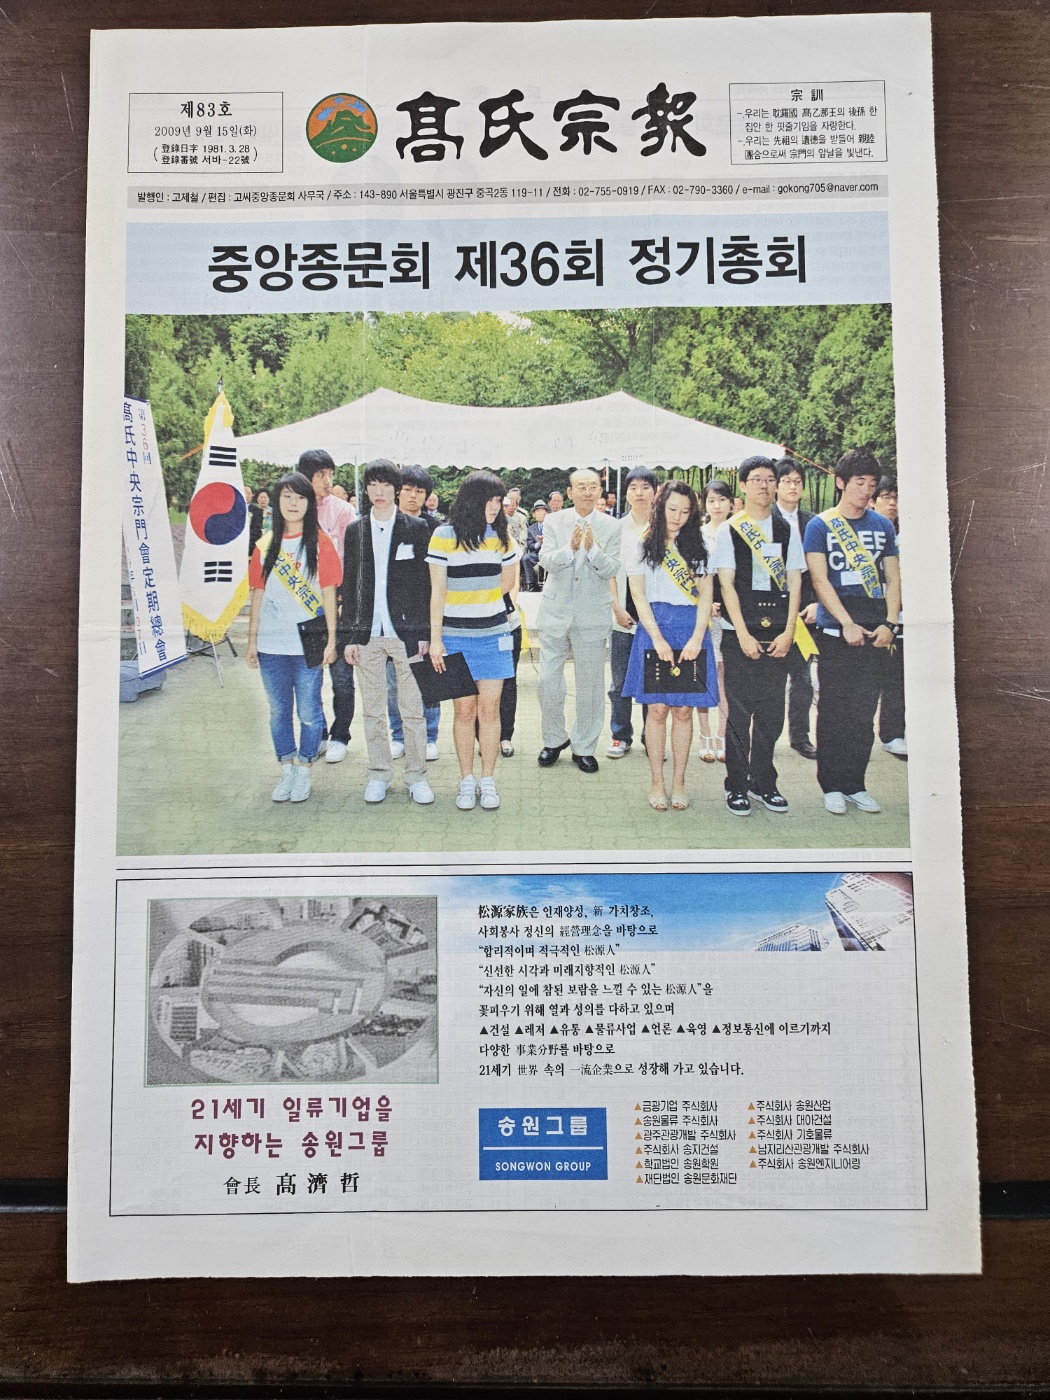 제83호
2009년 9월 15일(화)
登錄日字 1981. 3. 28
登錄番號 서바-22號
髙氏宗報
宗訓
-.우리는 耽羅國 髙乙那王의 後孫 한
집안 한 핏줄기임을 자랑한다.
-.우리는 先祖의 遺德을 받들어 親睦
團合으로써 宗門의 앞날을 빛낸다.
발행인 : 고제철 / 편집 : 고씨중앙종문회 사무국 / 주소 : 143-890 서울특별시 광진구 중곡2동 119-11 / 전화 : 02-755-0919 / FAX : 02-790-3360 / e-mail : gokong705@naver.com
중앙종문회 제36회 정기총회
第36回
髙氏中央宗門會定期總會
中央宗門
髙氏中央宗門
松源家族은 인재양성, 新 가치창조,
사회봉사 정신의 經營理念을 바탕으로
“합리적이며 적극적인 松源人”
“신선한 시각과 미래지향적인 松源人”
“자신의 일에 참된 보람을 느낄 수 있는 松源人”을
꽃피우기 위해 열과 성의를 다하고 있으며
▲건설 ▲레저 ▲유통 ▲물류사업 ▲언론 ▲육영 ▲정보통신에 이르기까지
다양한 事業分野를 바탕으로
21세기 世界 속의 一流企業으로 성장해 가고 있습니다.
21세기 일류기업을
지향하는 송원그룹
會長 髙濟哲
송원그룹
SONGWON GROUP
▲금광기업 주식회사
▲송원물류 주식회사
▲광주관광개발 주식회사
▲주식회사 송지건설
▲학교법인 송원학원
▲재단법인 송원문화재단
▲주식회사 송원산업
▲주식회사 대아건설
▲주식회사 기호물류
▲남지리산관광개발 주식회사
▲주식회사 송원엔지니어링